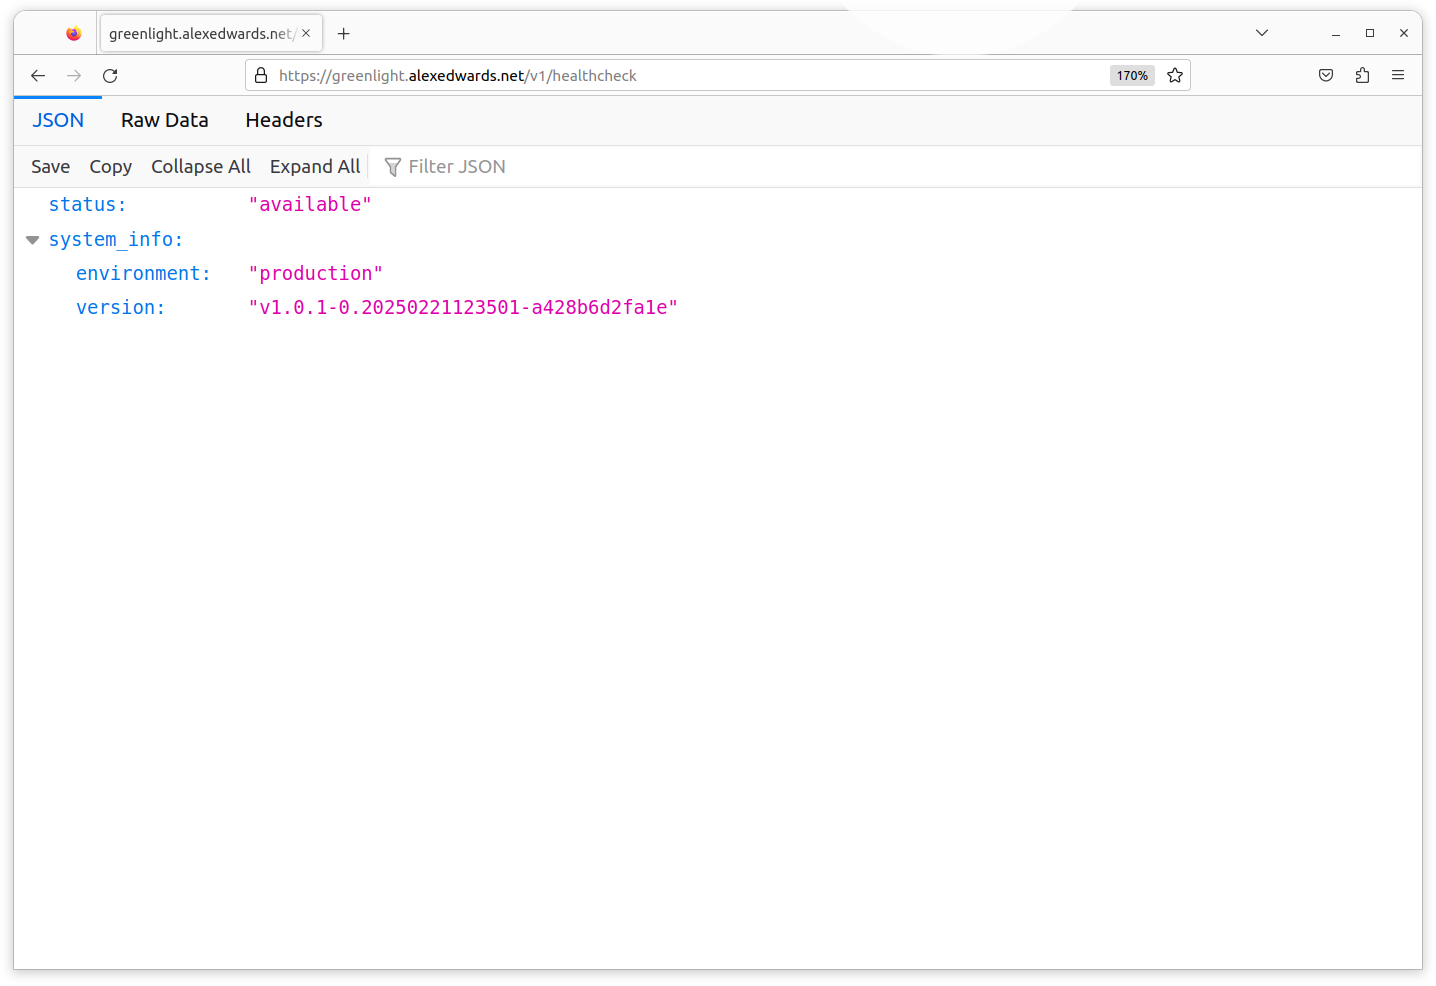 greenlight.alexedwards.net/
https://greenlight.alexedwards.net/v1/healthcheck 170%
JSON Raw Data Headers
Save Copy Collapse All Expand All Filter JSON
status: "available"
system_info:
environment: "production"
version: "v1.0.1-0.20250221123501-a428b6d2fa1e"